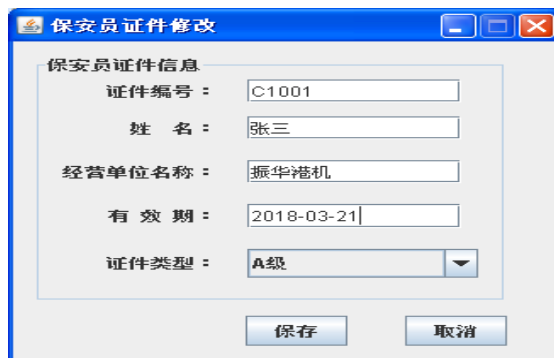 保安员证件修改
保安员证件信息
证件编号： C1001
姓 名： 张三
经营单位名称： 振华港机
有 效 期： 2018-03-21
证件类型： A级
保存 取消